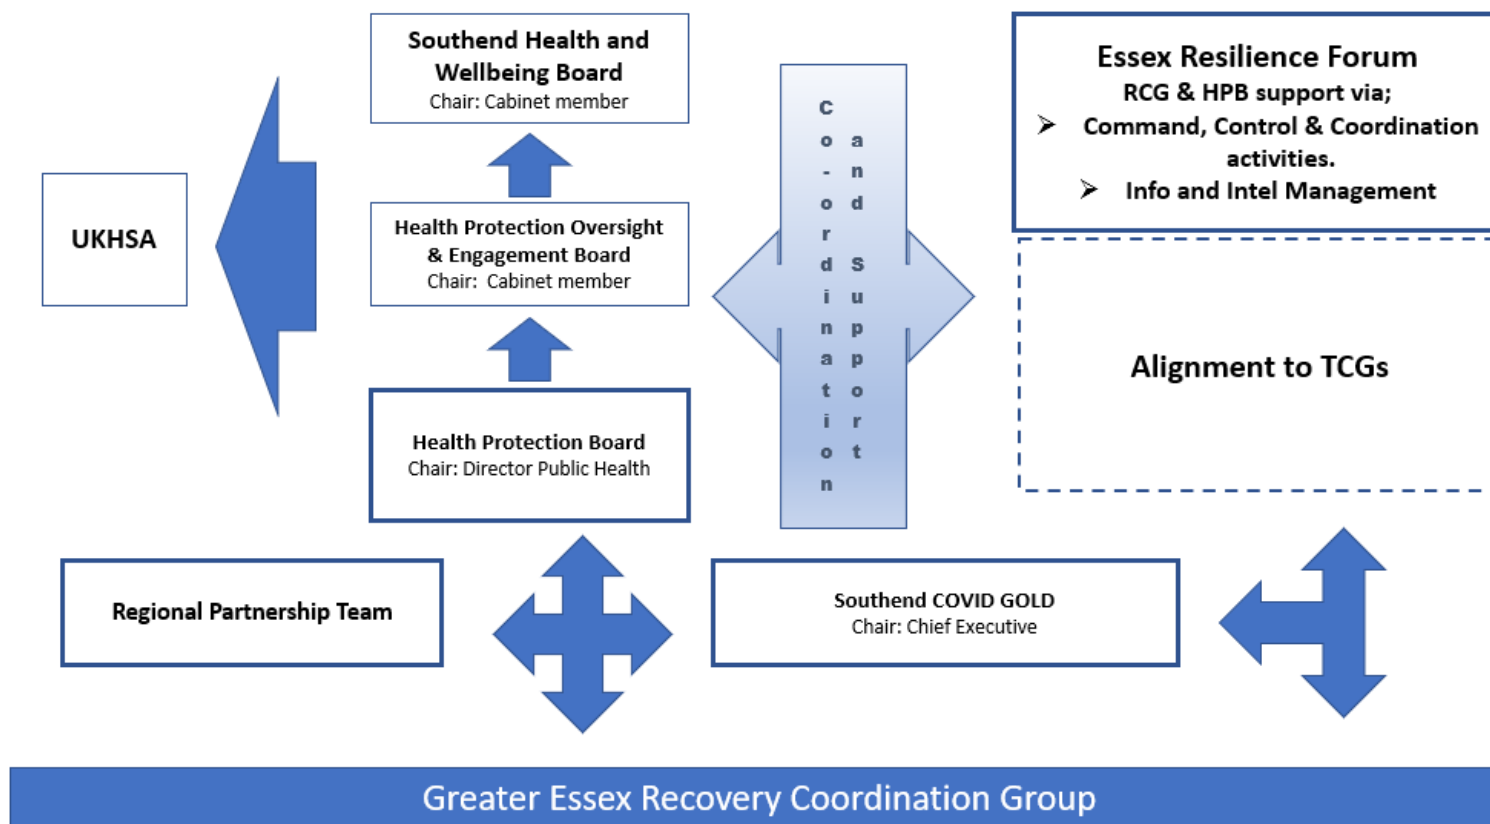 Southend Health and
Wellbeing Board
Chair: Cabinet member
UKHSA
Health Protection Oversight
& Engagement Board
Chair: Cabinet member
Health Protection Board
Chair: Director Public Health
Co-ordination
and Support
Essex Resilience Forum
RCG & HPB support via;
➤ Command, Control & Coordination
activities.
➤ Info and Intel Management
Alignment to TCGs
Regional Partnership Team
Southend COVID GOLD
Chair: Chief Executive
Greater Essex Recovery Coordination Group